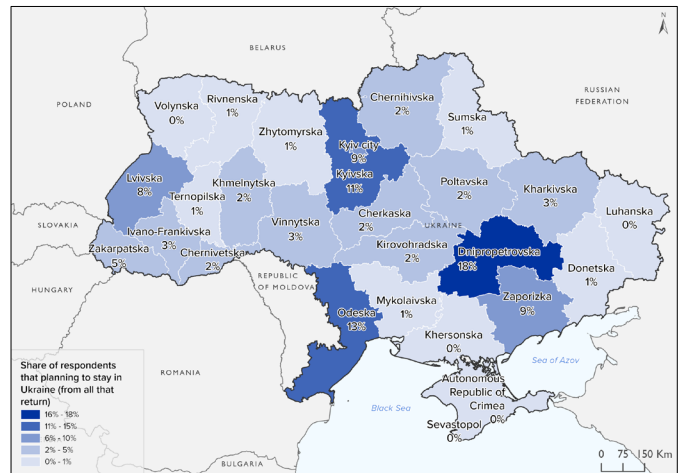 N
BELARUS
POLAND
RUSSIAN
FEDERATION
Volynska
0%
Rivnenska
1%
Zhytomyrska
1%
Chernihivska
2%
Sumska
1%
Kyiv-city
9%
Kyivska
11%
Lvivska
8%
Ternopilska
1%
Khmelnytska
2%
Poltavska
2%
Kharkivska
3%
Luhanska
0%
Cherkaska
2%
Vinnytska
3%
UKRAINE
SLOVAKIA
Ivano-Frankivska
3%
Zakarpatska
5%
Chernivetska
2%
Kirovohradska
2%
Dnipropetrovska
18%
Donetska
1%
HUNGARY
REPUBLIC
OF MOLDOVA
Odeska
13%
Mykolaivska
1%
Zaporizka
9%
Khersonska
0%
Sea of Azov
ROMANIA
Autonomous
Republic of
Crimea
0%
Sevastopol
0%
Black Sea
BULGARIA
Share of respondents
that planning to stay in
Ukraine (from all that
return)
16% - 18%
11% - 15%
6% - 10%
2% - 5%
0% - 1%
0 75 150 Km